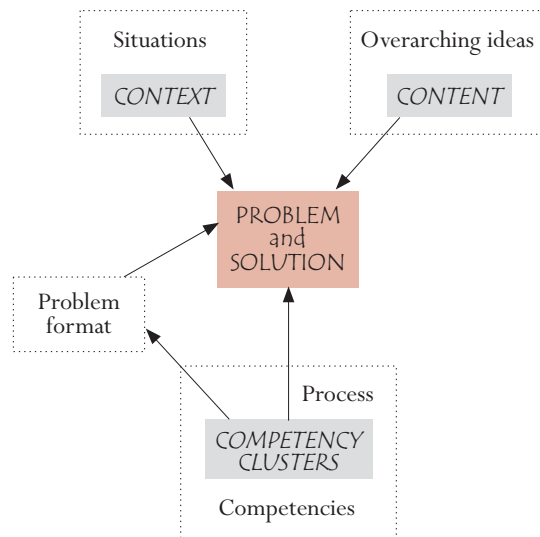 Situations
CONTEXT
Overarching ideas
CONTENT
PROBLEM
and
SOLUTION
Problem
format
Process
COMPETENCY
CLUSTERS
Competencies